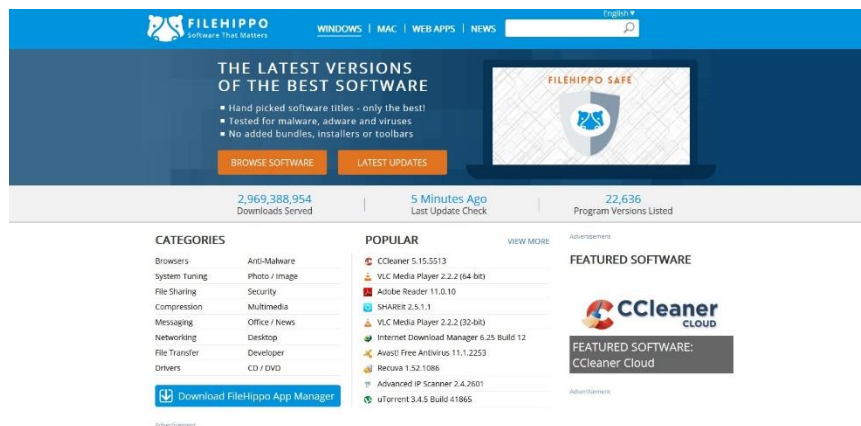 English ▼
FILEHIPPO
Software That Matters
WINDOWS | MAC | WEB APPS | NEWS
THE LATEST VERSIONS
OF THE BEST SOFTWARE
Hand picked software titles - only the best!
Tested for malware, adware and viruses
No added bundles, installers or toolbars
BROWSE SOFTWARE
LATEST UPDATES
FILEHIPPO SAFE
2,969,388,954
Downloads Served
5 Minutes Ago
Last Update Check
22,636
Program Versions Listed
CATEGORIES
Browsers
Anti-Malware
System Tuning
Photo / Image
File Sharing
Security
Compression
Multimedia
Messaging
Office / News
Networking
Desktop
File Transfer
Developer
Drivers
CD / DVD
Download FileHippo App Manager
Advertisement
POPULAR
VIEW MORE
CCleaner 5.15.5513
VLC Media Player 2.2.2 (64-bit)
Adobe Reader 11.0.10
SHAREit 2.5.1.1
VLC Media Player 2.2.2 (32-bit)
Internet Download Manager 6.25 Build 12
Avast! Free Antivirus 11.1.2253
Recuva 1.52.1086
Advanced IP Scanner 2.4.2601
uTorrent 3.4.5 Build 41865
Advertisement
FEATURED SOFTWARE
CCleaner
CLOUD
FEATURED SOFTWARE:
CCleaner Cloud
Advertisement